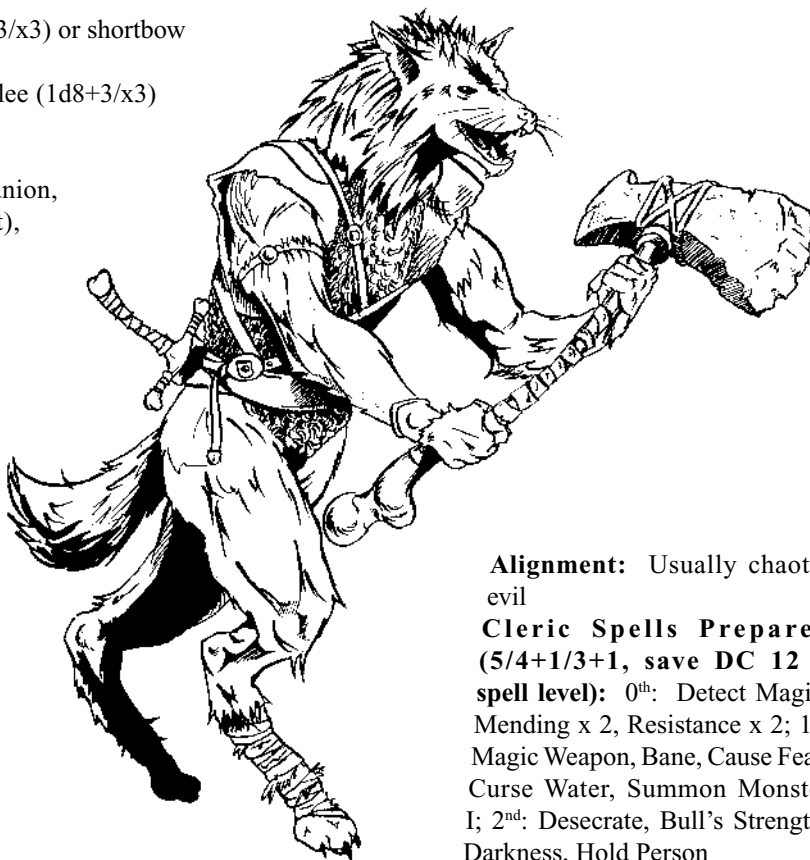 3/x3) or shortbow
lee (1d8+3/x3)
nion,
t),
Alignment: Usually chaot
evil
Cleric Spells Prepare
(5/4+1/3+1, save DC 12
spell level): 0th: Detect Magi
Mending x 2, Resistance x 2; 1
Magic Weapon, Bane, Cause Fea
Curse Water, Summon Monst
I; 2nd: Desecrate, Bull's Strengt
Darkness, Hold Person